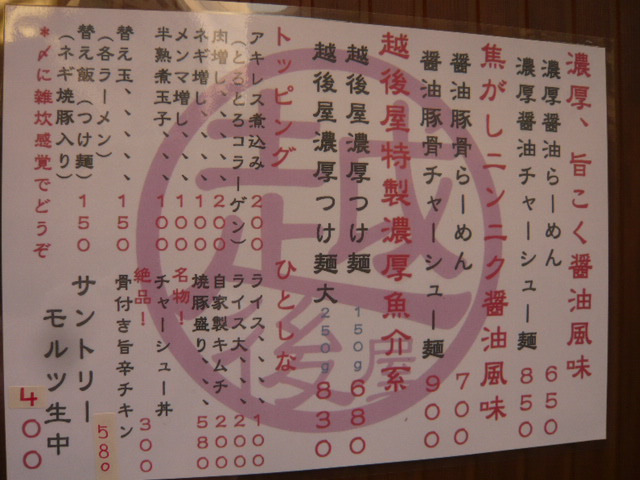 濃厚、旨こく醤油風味
濃厚醤油らーめん 650
濃厚醤油チャーシュー麺 850
焦がしニンニク醤油風味
醤油豚骨らーめん 700
醤油豚骨チャーシュー麺 900
越後屋特製濃厚魚介系
越後屋濃厚つけ麺 150g 680
越後屋濃厚つけ麺大 250g 830
トッピング
アキレス煮込み 200
(とろとろコラーゲン)
肉増し、、、、200
ネギ増し、、、100
メンマ増し、、100
半熟煮玉子、、、100
替え玉、、、、、150
(各ラーメン)
替え飯(つけ麺)150
(ネギ焼豚入り)
*〆に雑炊感覚でどうぞ
ひとしな
ライス、、、、100
ライス大、、、200
自家製キムチ 200
焼豚盛り、、、580
名物!
チャーシュー丼 300
絶品!
骨付き旨辛チキン 580
サントリー
モルツ生中 400
越後屋